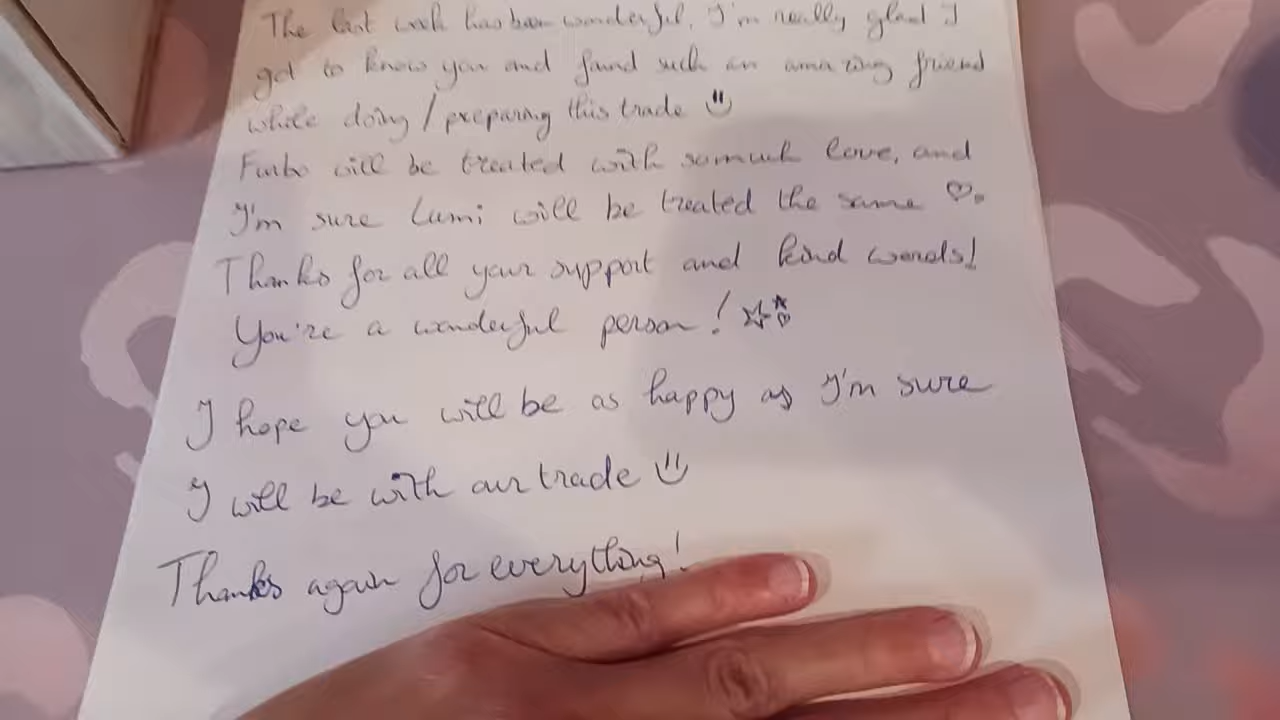 The last week has been wonderful. I'm really glad I
got to know you and found such an amazing friend
while doing / preparing this trade
Furbo will be treated with somuch love, and
I'm sure Lumi will be treated the same ♡.
Thanks for all your support and kind words!
You're a wonderful person! ☆☆♡
I hope you will be as happy as I'm sure
I will be with our trade
Thanks again for everything!